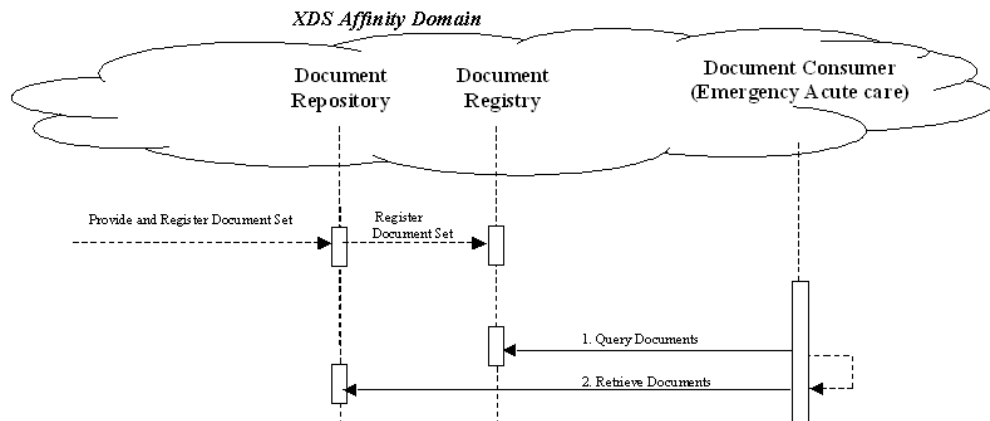 XDS Affinity Domain
Document
Repository
Document
Registry
Document Consumer
(Emergency Acute care)
Provide and Register Document Set
Register
Document Set
1. Query Documents
2. Retrieve Documents